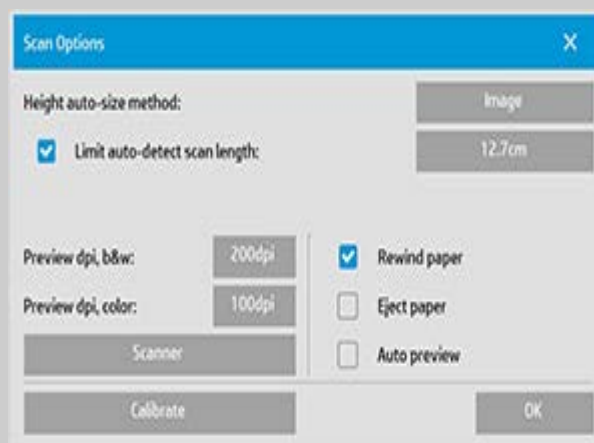 Scan Options
Height auto-size method: Image
Limit auto-detect scan length: 12.7cm
Preview dpi, b&w: 200dpi
Rewind paper
Preview dpi, color: 100dpi
Eject paper
Scanner
Auto preview
Calibrate
OK